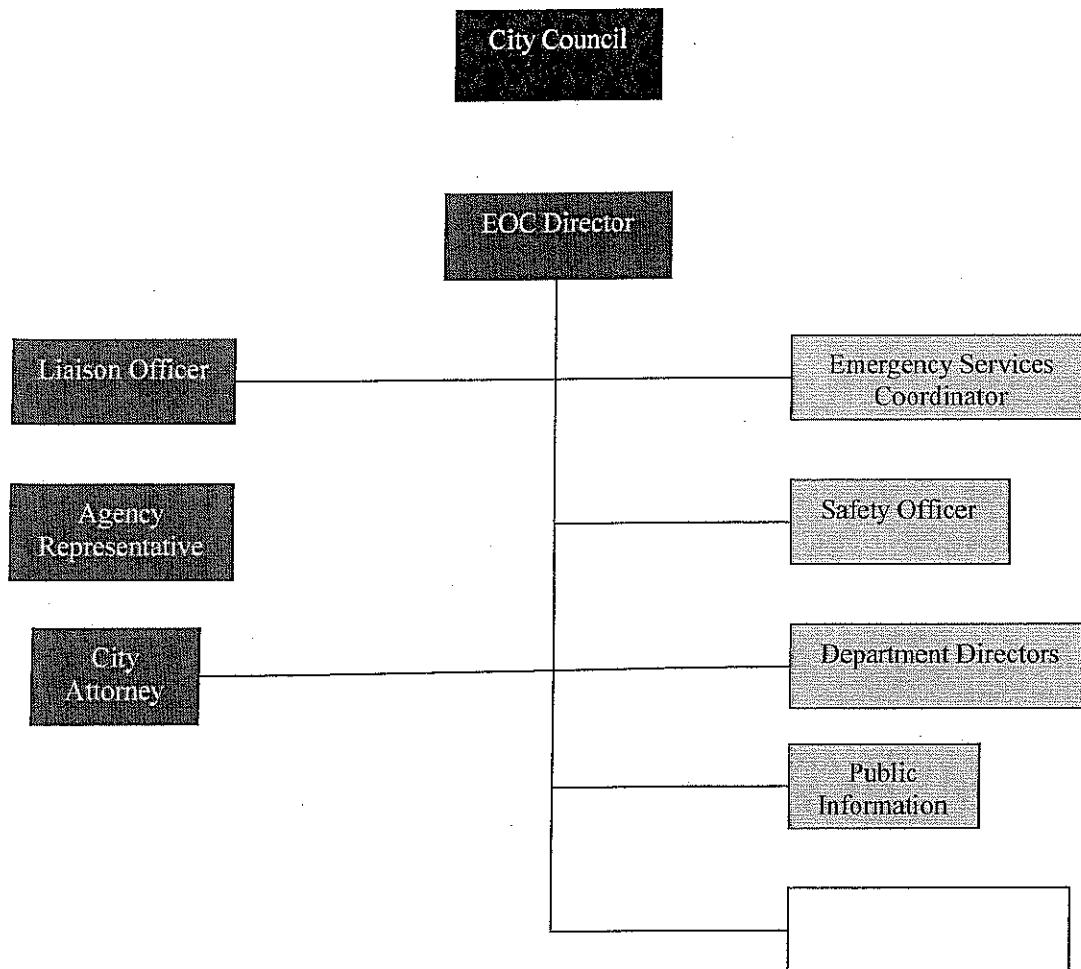 City Council
EOC Director
Liaison Officer
Emergency Services
Coordinator
Agency
Representative
Safety Officer
City
Attorney
Department Directors
Public
Information